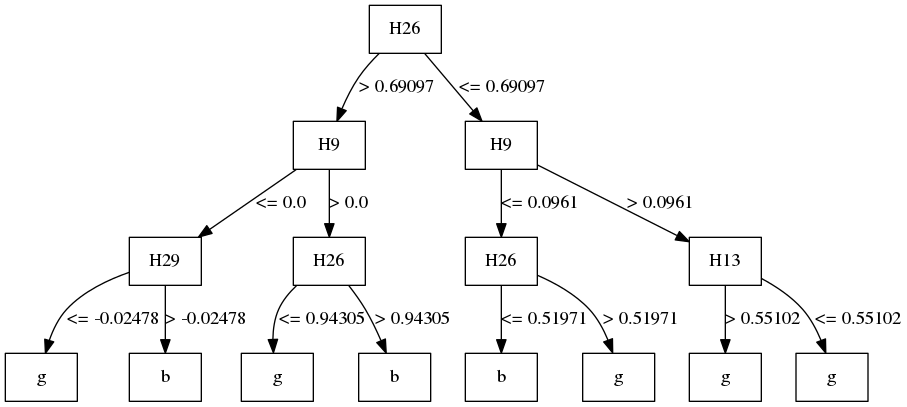 H26
> 0.69097 <= 0.69097
H9 H9
<= 0.0 > 0.0 <= 0.0961 > 0.0961
H29 H26 H26 H13
<= -0.02478 > -0.02478 <= 0.94305 > 0.94305 <= 0.51971 > 0.51971 > 0.55102 <= 0.55102
g b g b b g g g